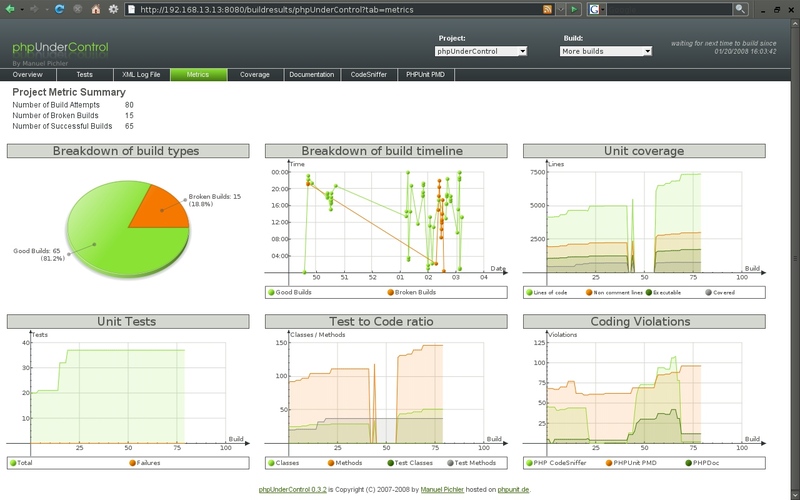 http://192.168.13.13:8080/buildresults/phpUnderControl?tab=metrics
phpUnderControl
By Manuel Pichler
Project:
phpUnderControl
Build:
More builds
waiting for next time to build since
01/20/2008 16:03:42
Overview Tests XML Log File Metrics Coverage Documentation CodeSniffer PHPUnit PMD
Project Metric Summary
Number of Build Attempts 80
Number of Broken Builds 15
Number of Successful Builds 65
Breakdown of build types
Broken Builds: 15
(18.8%)
Good Builds: 65
(81.2%)
Breakdown of build timeline
Time
00:00
20:00
16:00
12:00
08:00
04:00
50 51 52 01 02 03 04
Date
Good Builds Broken Builds
Unit coverage
Lines
7500
5000
2500
25 50 75 100
Build
Lines of code Non comment lines Executable Covered
Unit Tests
Tests
40
30
20
10
25 50 75 100
Build
Total Failures
Test to Code ratio
Classes / Methods
150
100
50
25 50 75 100
Build
Classes Methods Test Classes Test Methods
Coding Violations
Violations
125
100
75
50
25
25 50 75 100
Build
PHP CodeSniffer PHPUnit PMD PHPDoc
phpUnderControl 0.3.2 is Copyright (C) 2007-2008 by Manuel Pichler hosted on phpunit.de.